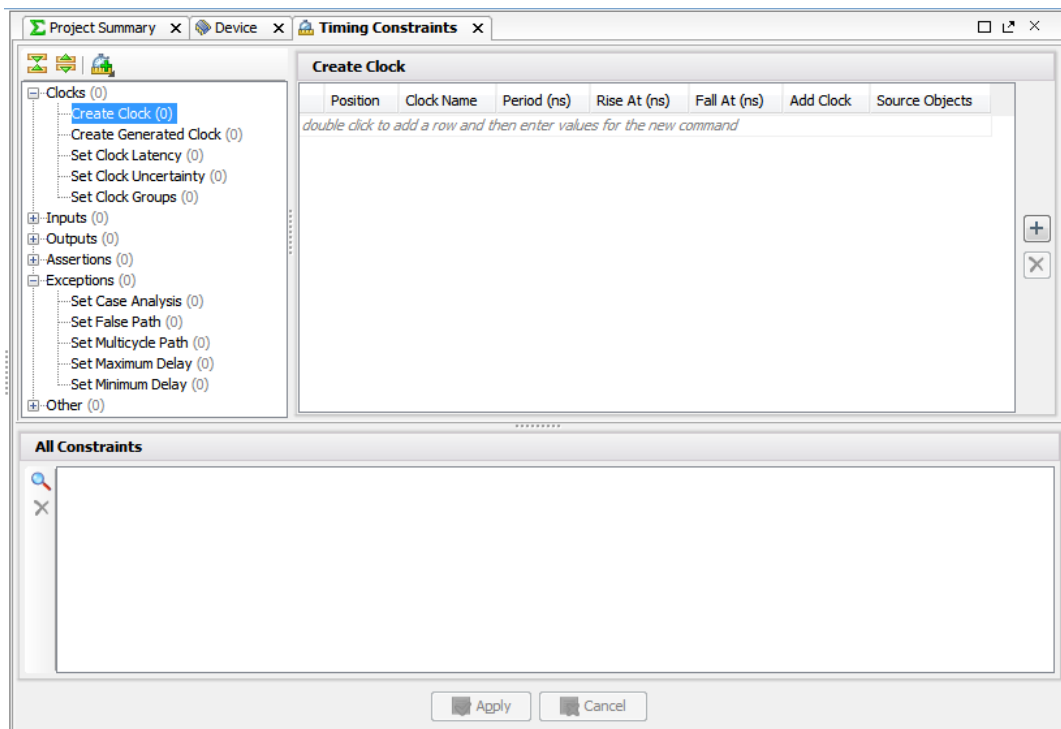 Project Summary Device Timing Constraints
Create Clock
Clocks (0)
Create Clock (0)
Create Generated Clock (0)
Set Clock Latency (0)
Set Clock Uncertainty (0)
Set Clock Groups (0)
Inputs (0)
Outputs (0)
Assertions (0)
Exceptions (0)
Set Case Analysis (0)
Set False Path (0)
Set Multicycle Path (0)
Set Maximum Delay (0)
Set Minimum Delay (0)
Other (0)
Position Clock Name Period (ns) Rise At (ns) Fall At (ns) Add Clock Source Objects
double click to add a row and then enter values for the new command
All Constraints
Apply Cancel